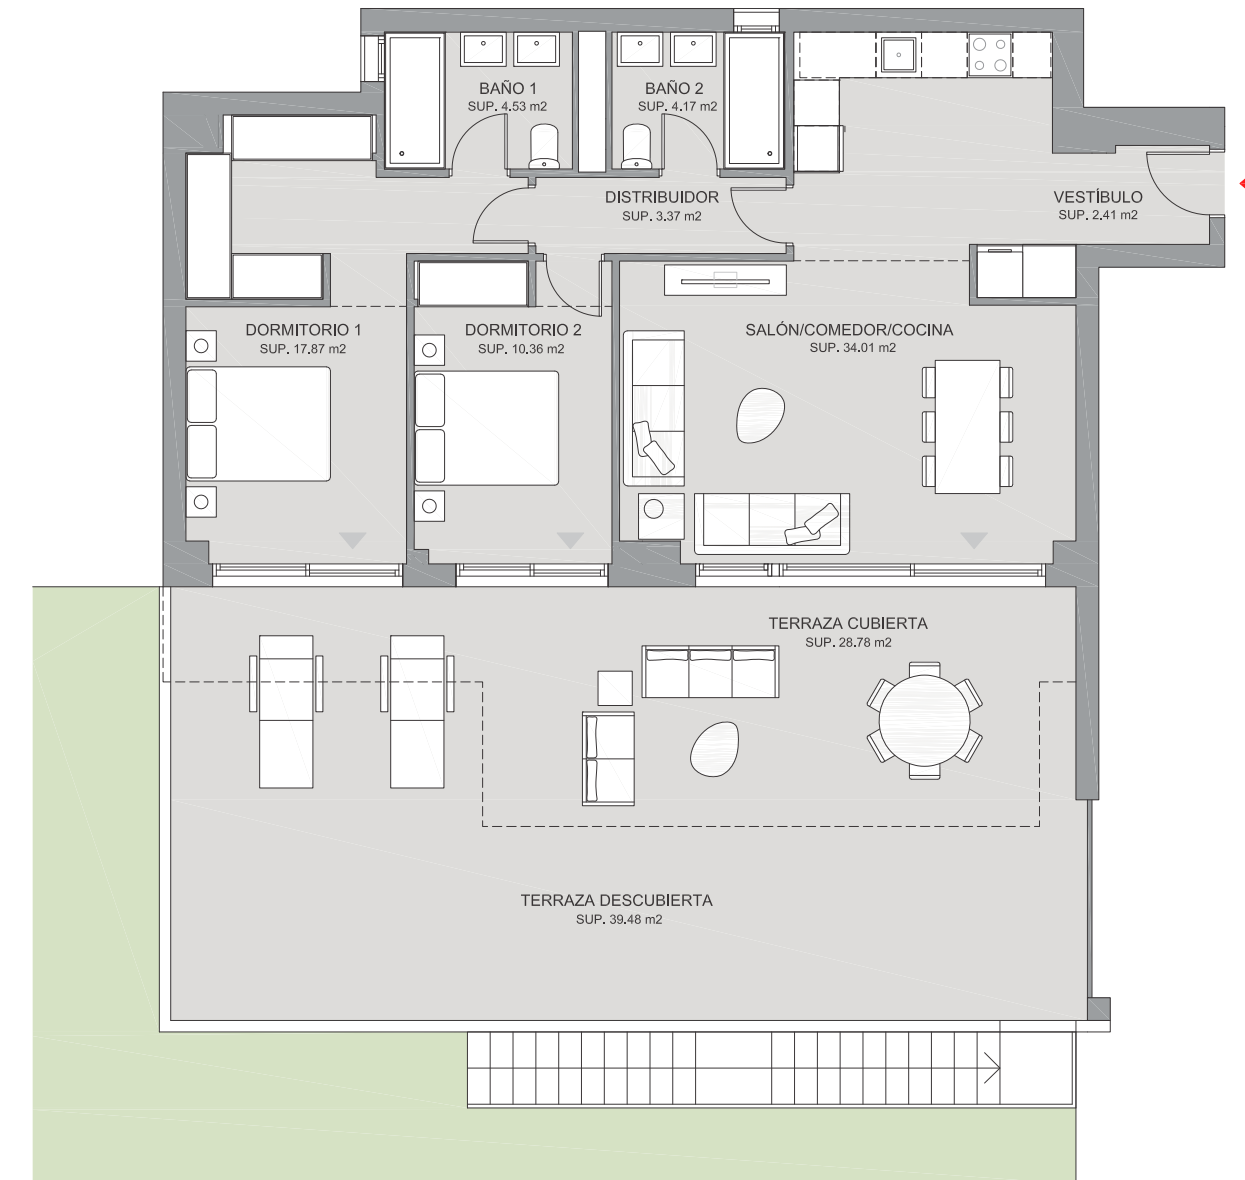 BAÑO 1
SUP. 4.53 m2
BAÑO 2
SUP. 4.17 m2
DISTRIBUIDOR
SUP. 3.37 m2
VESTÍBULO
SUP. 2.41 m2
DORMITORIO 1
SUP. 17.87 m2
DORMITORIO 2
SUP. 10.36 m2
SALÓN/COMEDOR/COCINA
SUP. 34.01 m2
TERRAZA CUBIERTA
SUP. 28.78 m2
TERRAZA DESCUBIERTA
SUP. 39.48 m2